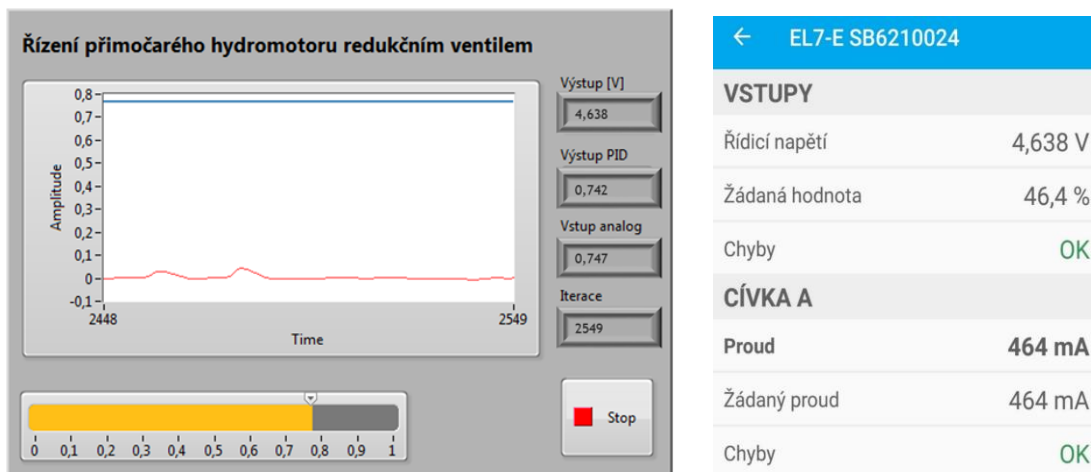 Řízení přimočarého hydromotoru redukčním ventilem
0,8
0,7
0,6
0,5
0,4
0,3
0,2
0,1
0
-0,1
Amplitude
2448
2549
Time
Výstup [V]
4,638
Výstup PID
0,742
Vstup analog
0,747
Iterace
2549
0 0,1 0,2 0,3 0,4 0,5 0,6 0,7 0,8 0,9 1
Stop
EL7-E SB6210024
VSTUPY
Řídicí napětí 4,638 V
Žádaná hodnota 46,4 %
Chyby OK
CÍVKA A
Proud 464 mA
Žádaný proud 464 mA
Chyby OK